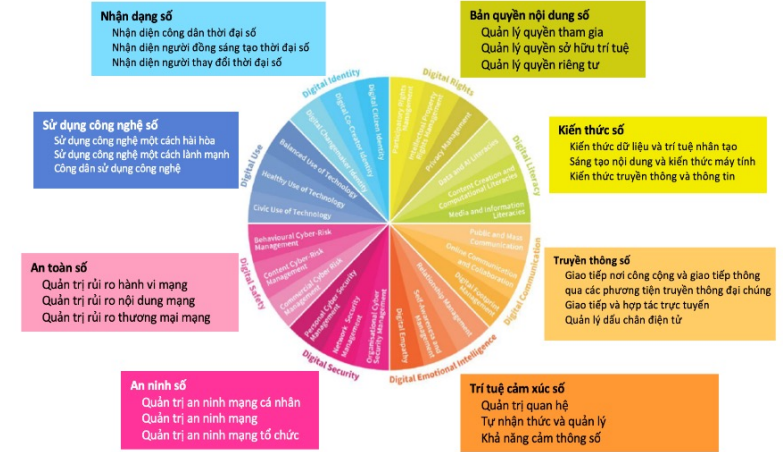 Nhận dạng số
Nhận diện công dân thời đại số
Nhận diện người đồng sáng tạo thời đại số
Nhận diện người thay đổi thời đại số
Bản quyền nội dung số
Quản lý quyền tham gia
Quản lý quyền sở hữu trí tuệ
Quản lý quyền riêng tư
Sử dụng công nghệ số
Sử dụng công nghệ một cách hài hòa
Sử dụng công nghệ một cách lành mạnh
Công dân sử dụng công nghệ
Kiến thức số
Kiến thức dữ liệu và trí tuệ nhân tạo
Sáng tạo nội dung và kiến thức máy tính
Kiến thức truyền thông và thông tin
An toàn số
Quản trị rủi ro hành vi mạng
Quản trị rủi ro nội dung mạng
Quản trị rủi ro thương mại mạng
Truyền thông số
Giao tiếp nơi công cộng và giao tiếp thông
qua các phương tiện truyền thông đại chúng
Giao tiếp và hợp tác trực tuyến
Quản lý dấu chân điện tử
An ninh số
Quản trị an ninh mạng cá nhân
Quản trị an ninh mạng
Quản trị an ninh mạng tổ chức
Trí tuệ cảm xúc số
Quản trị quan hệ
Tự nhận thức và quản lý
Khả năng cảm thông số
Digital Identity
Digital Citizen Identity
Digital Co-Creator Identity
Digital Changemaker Identity
Digital Rights
Participatory Rights
Management
Intellectual Property
Rights Management
Privacy Management
Digital Literacy
Data and AI Literacies
Content Creation and
Computational Literacies
Media and Information
Literacies
Digital Communication
Public and Mass
Communication
Online Communication
and Collaboration
Digital Footprint
Management
Digital Emotional Intelligence
Relationship Management
Self-Awareness and
Management
Digital Empathy
Digital Security
Organisational Cyber
Security Management
Network Security
Management
Personal Cyber Security
Management
Digital Safety
Commercial Cyber Risk
Management
Content Cyber-Risk
Management
Behavioural Cyber-Risk
Management
Digital Use
Civic Use of Technology
Healthy Use of Technology
Balanced Use of Technology